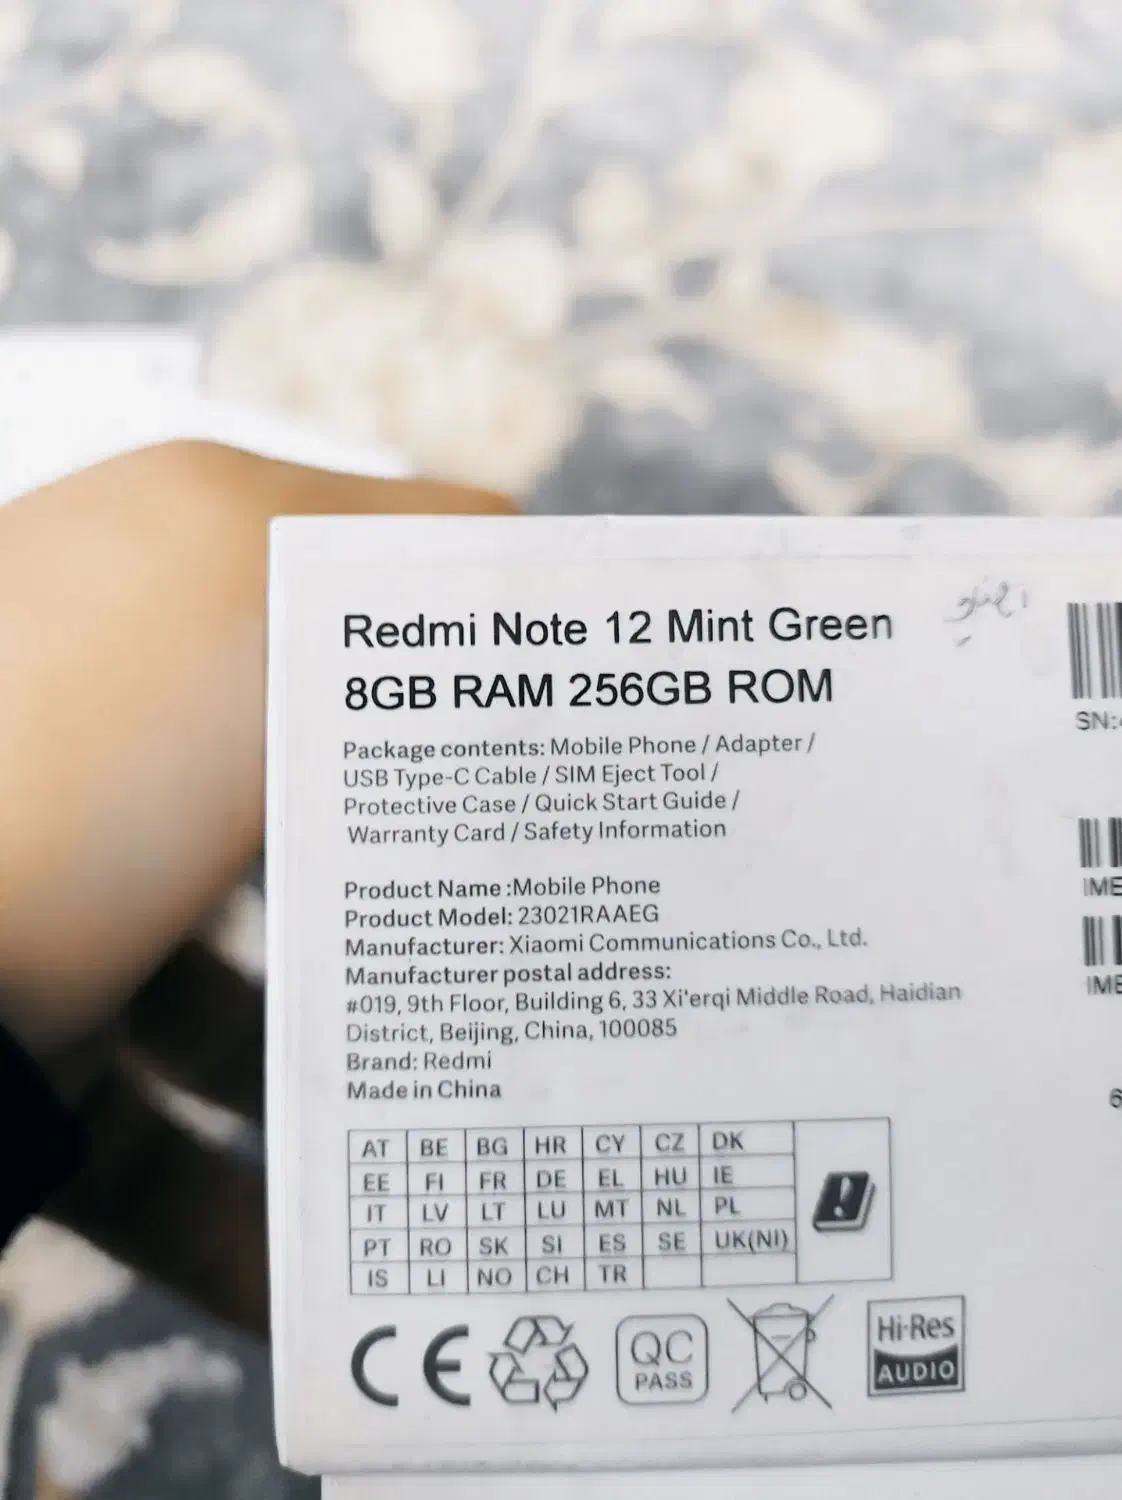 Redmi Note 12 Mint Green
8GB RAM 256GB ROM
Package contents: Mobile Phone / Adapter /
USB Type-C Cable / SIM Eject Tool /
Protective Case / Quick Start Guide /
Warranty Card / Safety Information
Product Name :Mobile Phone
Product Model: 23021RAAEG
Manufacturer: Xiaomi Communications Co., Ltd.
Manufacturer postal address:
#019, 9th Floor, Building 6, 33 Xi'erqi Middle Road, Haidian
District, Beijing, China, 100085
Brand: Redmi
Made in China
AT BE BG HR CY CZ DK
EE FI FR DE EL HU IE
IT LV LT LU MT NL PL
PT RO SK SI ES SE UK(NI)
IS LI NO CH TR
CE
QC
PASS
Hi-Res
AUDIO
SN:
IME
IME
6